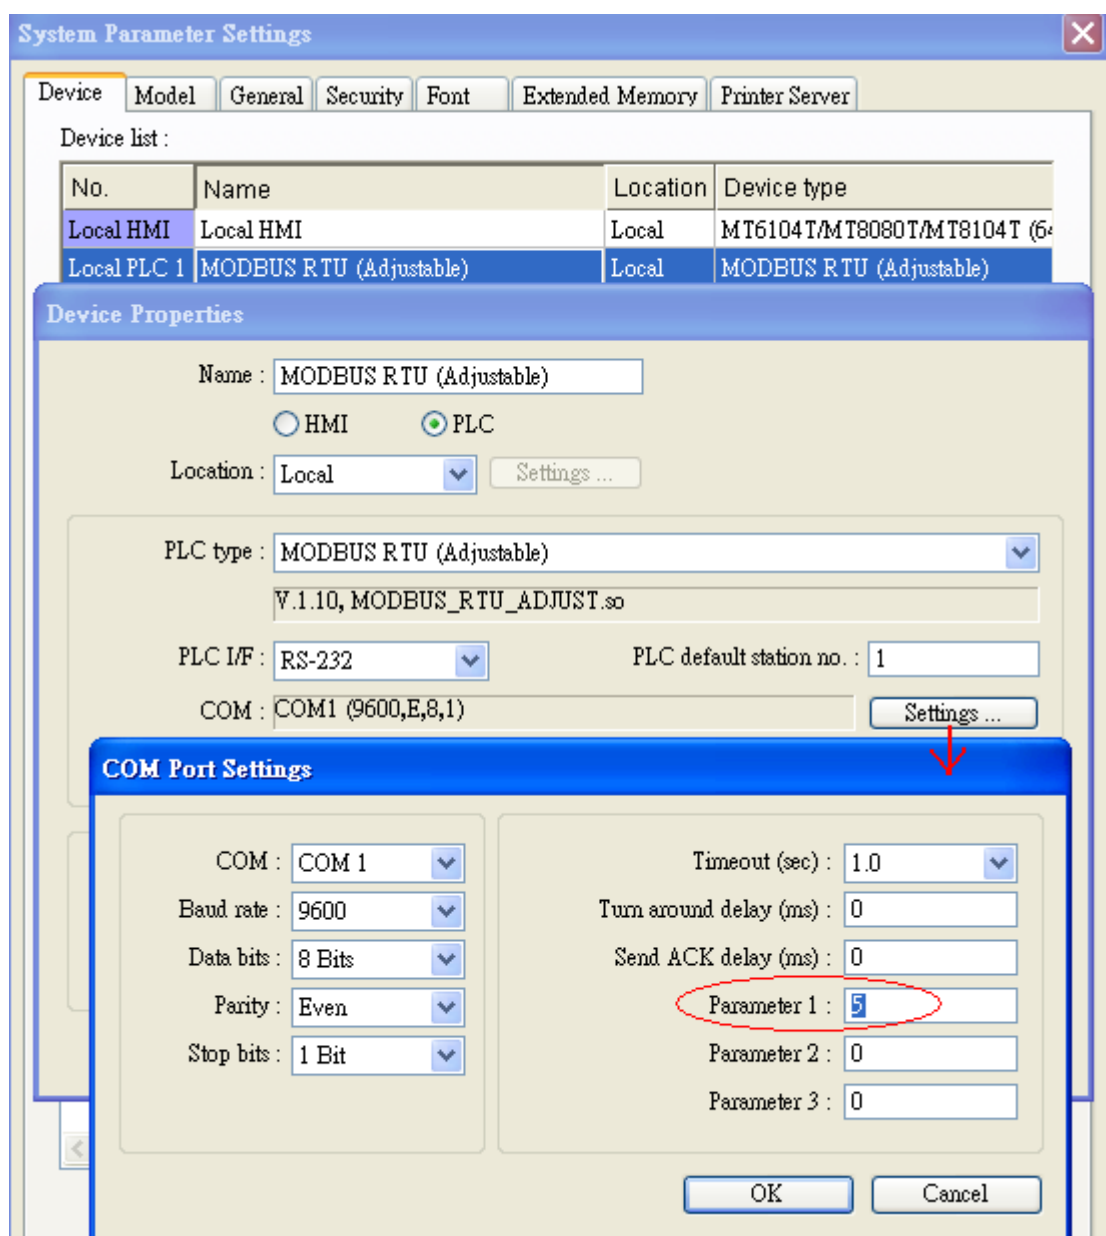 System Parameter Settings
Device Model General Security Font Extended Memory Printer Server
Device list :
No. Name Location Device type
Local HMI Local HMI Local MT6104T/MT8080T/MT8104T (64
Local PLC 1 MODBUS RTU (Adjustable) Local MODBUS RTU (Adjustable)
Device Properties
Name : MODBUS RTU (Adjustable)
HMI PLC
Location : Local Settings ...
PLC type : MODBUS RTU (Adjustable)
V.1.10, MODBUS_RTU_ADJUST.so
PLC I/F : RS-232 PLC default station no. : 1
COM : COM1 (9600,E,8,1) Settings ...
COM Port Settings
COM : COM 1 Timeout (sec) : 1.0
Baud rate : 9600 Turn around delay (ms) : 0
Data bits : 8 Bits Send ACK delay (ms) : 0
Parity : Even Parameter 1 : 5
Stop bits : 1 Bit Parameter 2 : 0
Parameter 3 : 0
OK Cancel